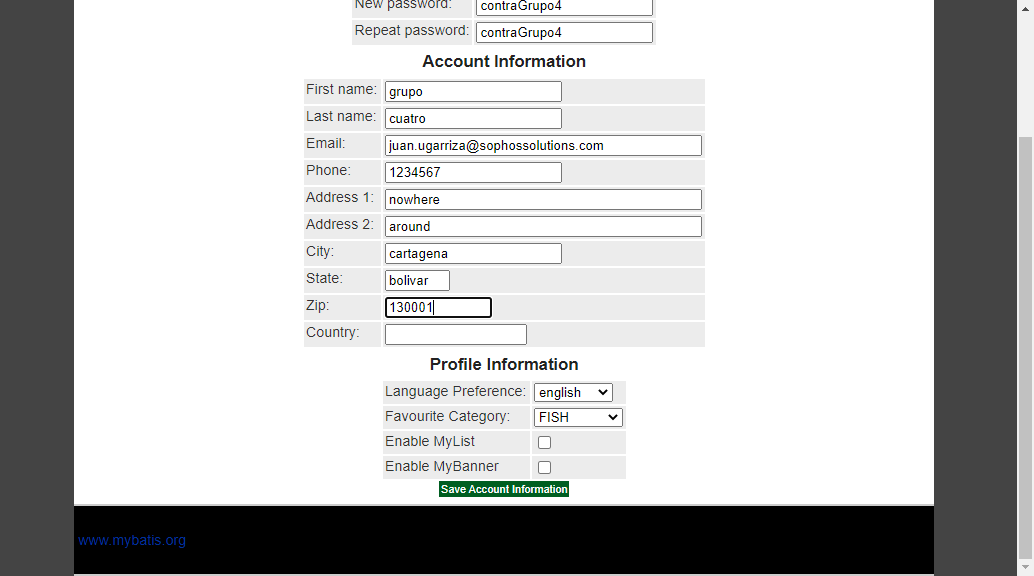 New password: contraGrupo4
Repeat password: contraGrupo4
Account Information
First name: grupo
Last name: cuatro
Email: juan.ugarriza@sophossolutions.com
Phone: 1234567
Address 1: nowhere
Address 2: around
City: cartagena
State: bolivar
Zip: 130001
Country:
Profile Information
Language Preference: english
Favourite Category: FISH
Enable MyList
Enable MyBanner
Save Account Information
www.mybatis.org